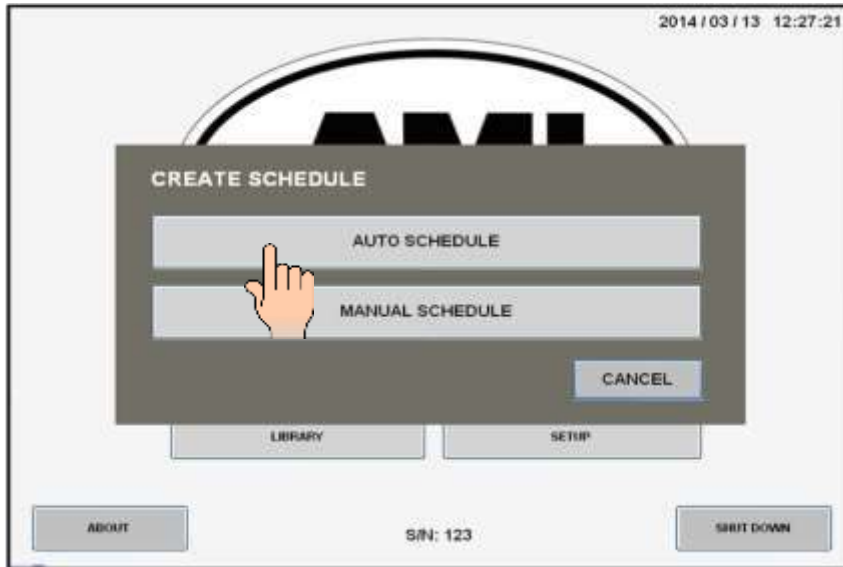 2014 / 03 / 13 12:27:21
AMI
CREATE SCHEDULE
AUTO SCHEDULE
MANUAL SCHEDULE
CANCEL
LIBRARY
SETUP
ABOUT
S/N: 123
SHUT DOWN